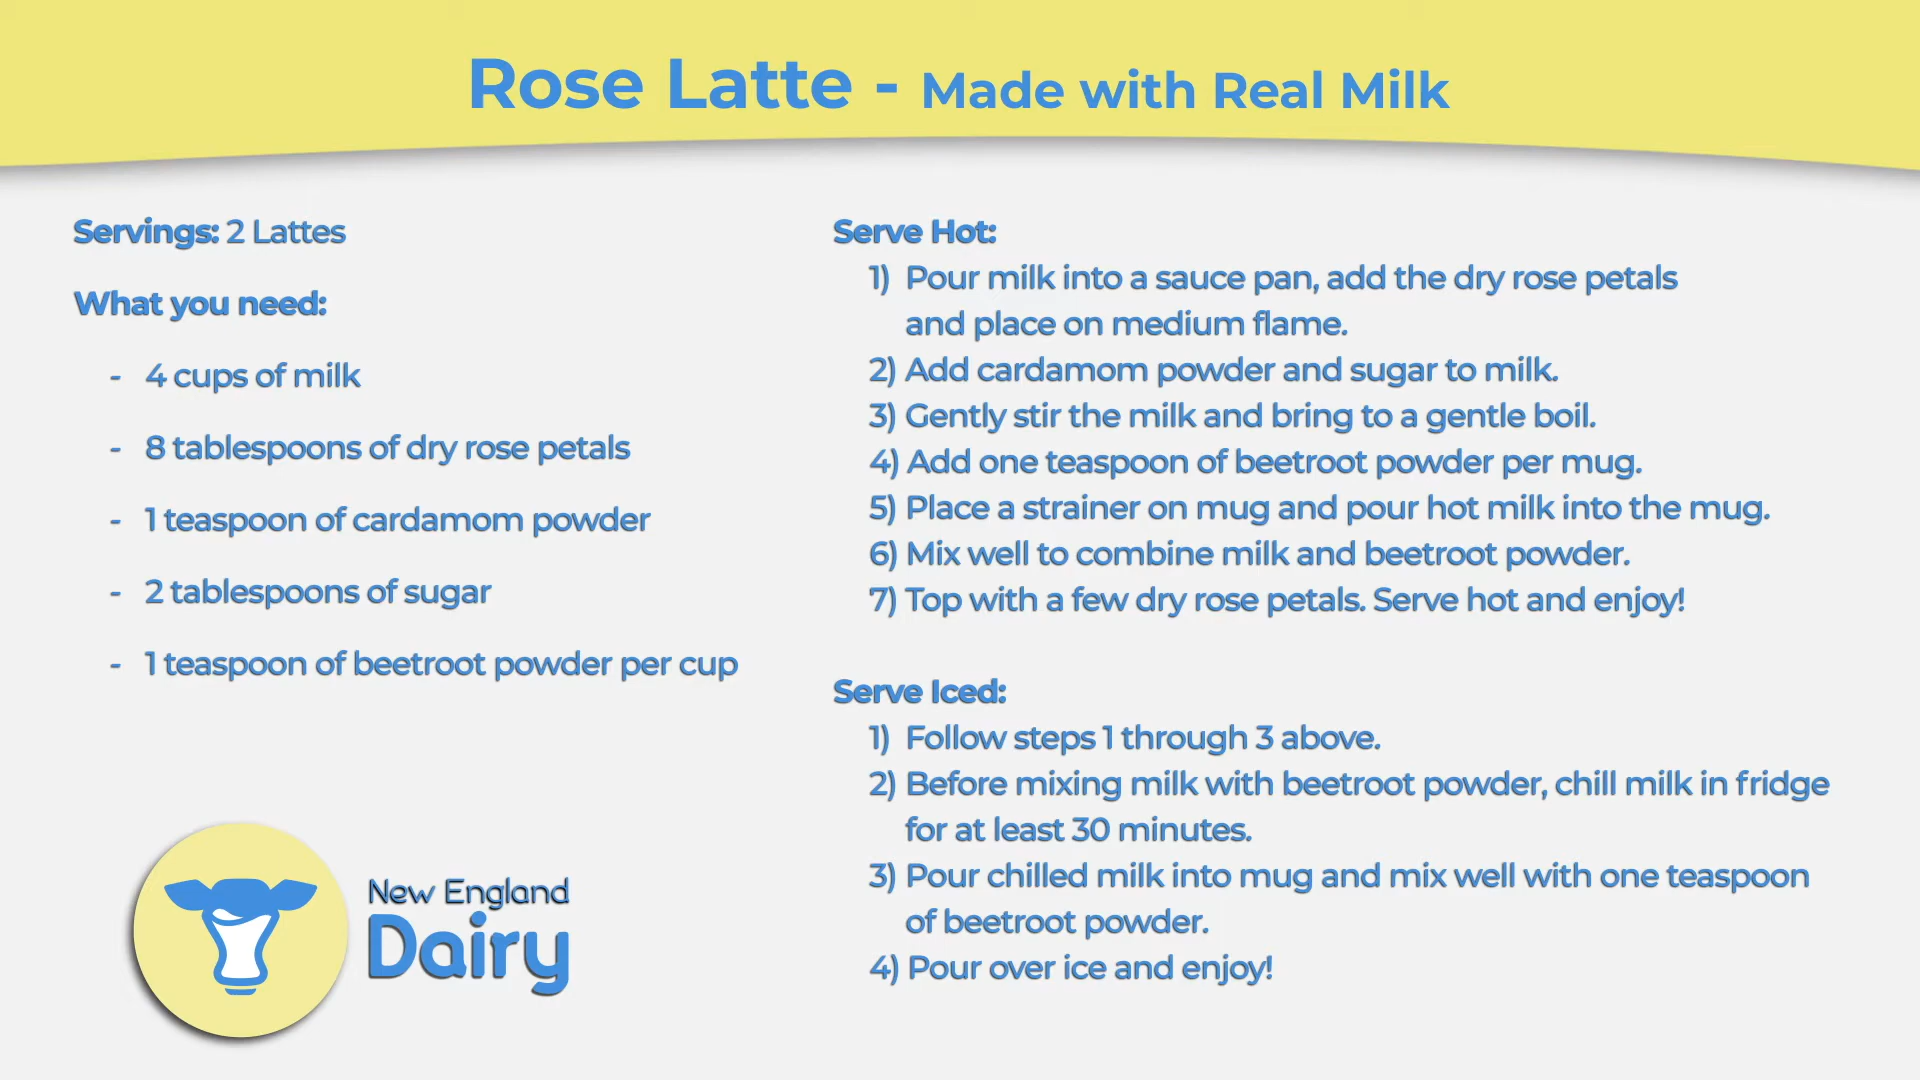 Rose Latte - Made with Real Milk
Servings: 2 Lattes
What you need:
- 4 cups of milk
- 8 tablespoons of dry rose petals
- 1 teaspoon of cardamom powder
- 2 tablespoons of sugar
- 1 teaspoon of beetroot powder per cup
New England
Dairy
Serve Hot:
1) Pour milk into a sauce pan, add the dry rose petals
and place on medium flame.
2) Add cardamom powder and sugar to milk.
3) Gently stir the milk and bring to a gentle boil.
4) Add one teaspoon of beetroot powder per mug.
5) Place a strainer on mug and pour hot milk into the mug.
6) Mix well to combine milk and beetroot powder.
7) Top with a few dry rose petals. Serve hot and enjoy!
Serve Iced:
1) Follow steps 1 through 3 above.
2) Before mixing milk with beetroot powder, chill milk in fridge
for at least 30 minutes.
3) Pour chilled milk into mug and mix well with one teaspoon
of beetroot powder.
4) Pour over ice and enjoy!